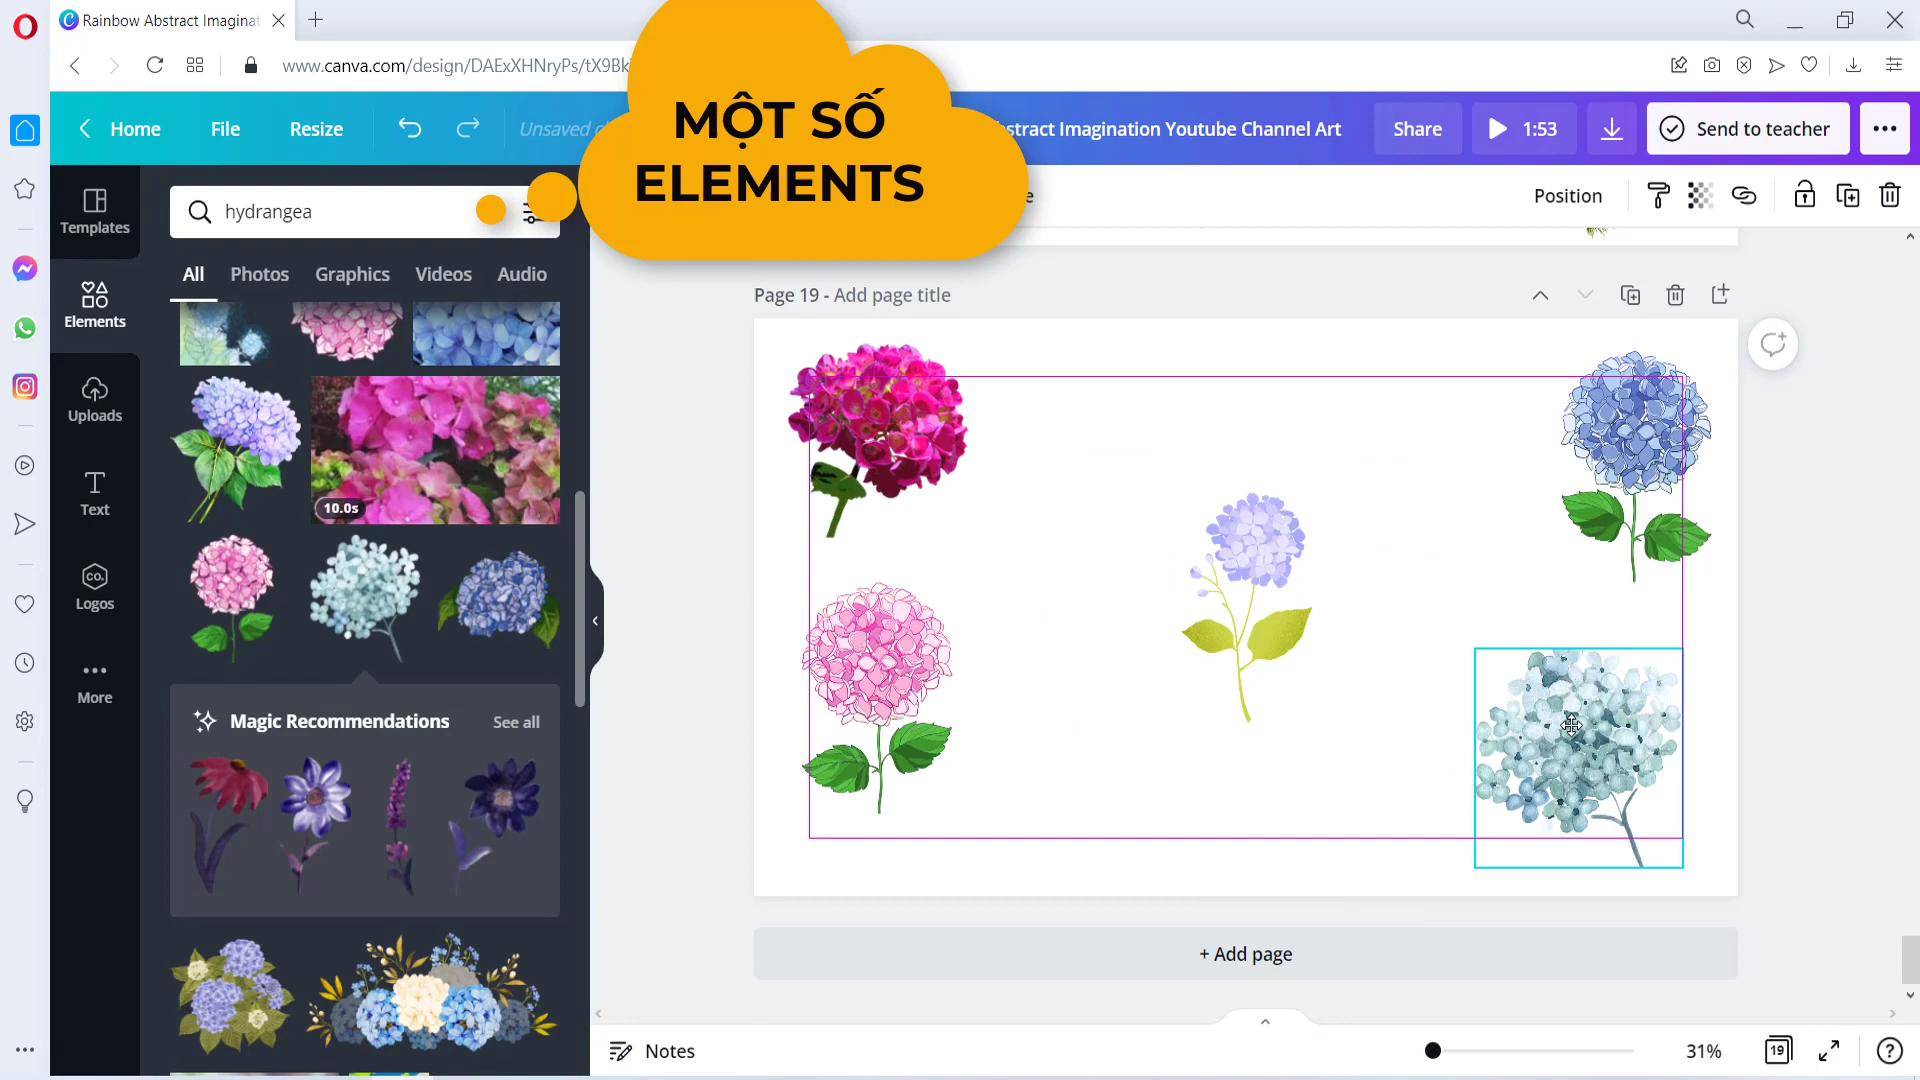 Rainbow Abstract Imaginat
www.canva.com/design/DAExXHNryPs/tX9Bk
MỘT SỐ
ELEMENTS
Home
File
Resize
Unsaved c
stract Imagination Youtube Channel Art
Share
1:53
Send to teacher
Templates
Elements
Uploads
Text
CO.
Logos
More
hydrangea
All
Photos
Graphics
Videos
Audio
10.0s
Magic Recommendations
See all
Position
Page 19 - Add page title
+ Add page
Notes
31%
19